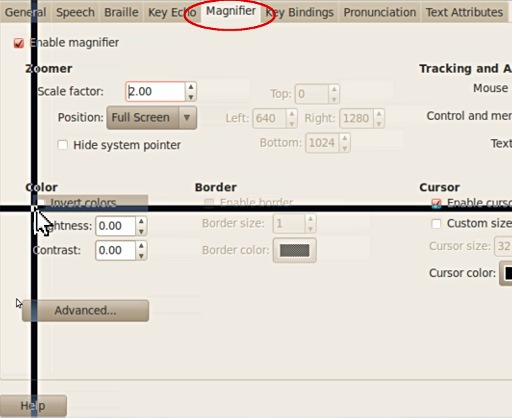 General Speech Braille Key Echo Magnifier Key Bindings Pronunciation Text Attributes
Enable magnifier
Zoomer Tracking and A
Scale factor: 2.00 Top: 0 Mouse
Position: Full Screen Left: 640 Right: 1280 Control and men
Hide system pointer Bottom: 1024 Text
Color Border Cursor
Invert colors Enable border Enable curso
ghtness: 0.00 Border size: 1 Custom size
Contrast: 0.00 Border color: Cursor size: 32
Cursor color:
Advanced...
Help